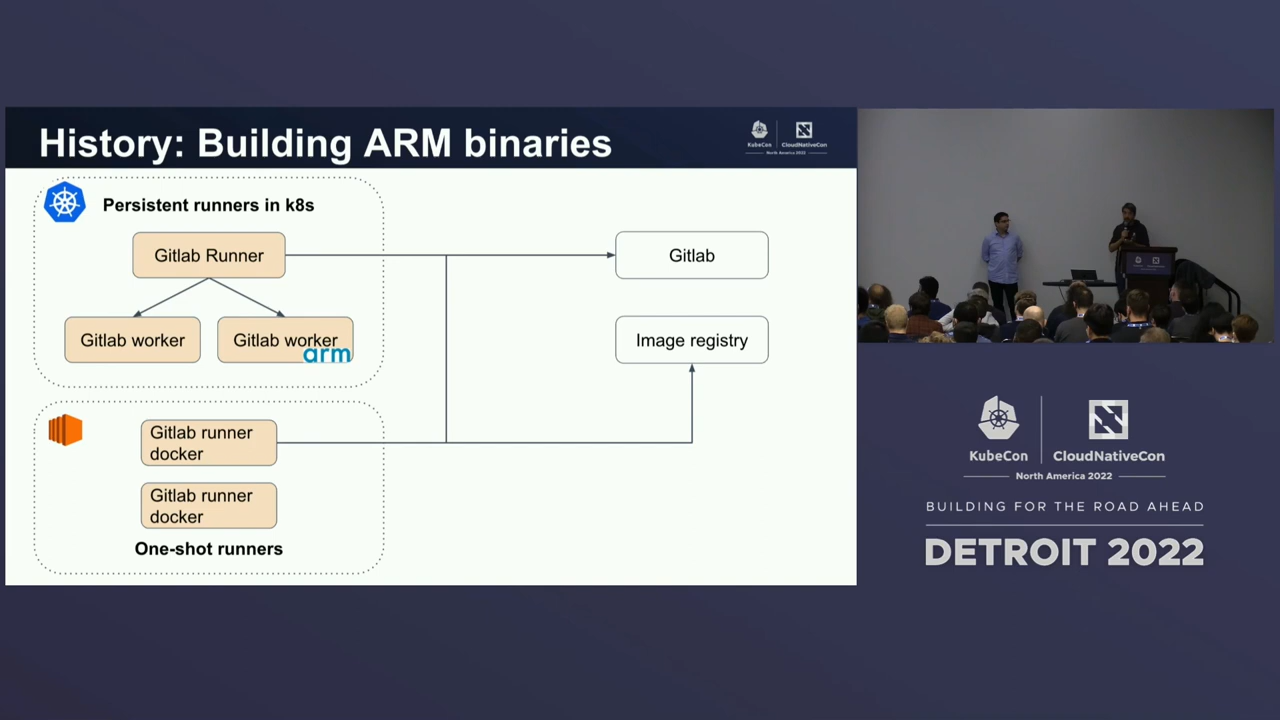 History: Building ARM binaries
KubeCon
CloudNativeCon
North America 2022
Persistent runners in k8s
Gitlab Runner
Gitlab worker
Gitlab worker
arm
Gitlab
Image registry
Gitlab runner
docker
Gitlab runner
docker
One-shot runners
KubeCon
CloudNativeCon
North America 2022
BUILDING FOR THE ROAD AHEAD
DETROIT 2022